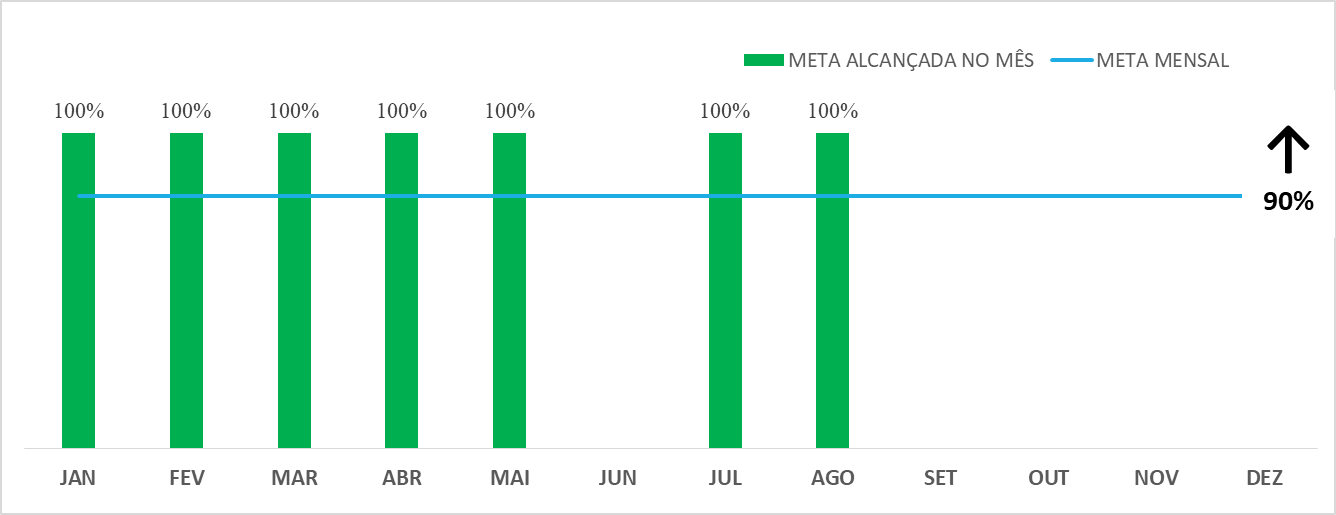 META ALCANÇADA NO MÊS META MENSAL
100% 100% 100% 100% 100% 100% 100%
90%
JAN FEV MAR ABR MAI JUN JUL AGO SET OUT NOV DEZ